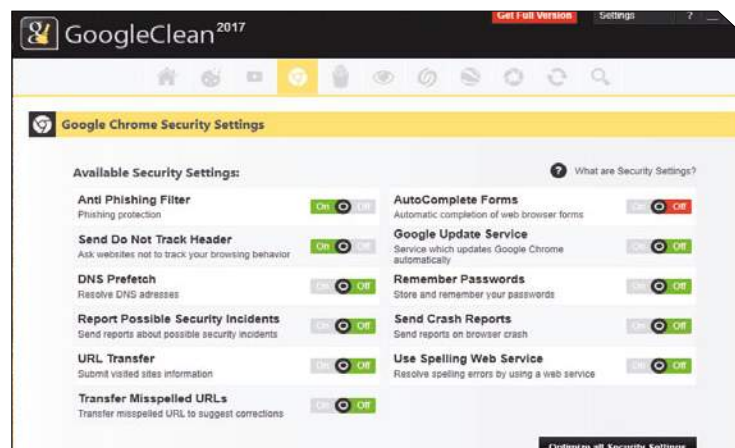 Get Full Version Settings ?
GoogleClean2017
Google Chrome Security Settings
Available Security Settings:
? What are Security Settings?
Anti Phishing Filter
Phishing protection
On Off
Send Do Not Track Header
Ask websites not to track your browsing behavior
On Off
DNS Prefetch
Resolve DNS adresses
On Off
Report Possible Security Incidents
Send reports about possible security incidents
On Off
URL Transfer
Submit visited sites information
On Off
Transfer Misspelled URLs
Transfer misspelled URL to suggest corrections
On Off
AutoComplete Forms
Automatic completion of web browser forms
On Off
Google Update Service
Service which updates Google Chrome
automatically
On Off
Remember Passwords
Store and remember your passwords
On Off
Send Crash Reports
Send reports on browser crash
On Off
Use Spelling Web Service
Resolve spelling errors by using a web service
On Off
Optimize all Security Settings